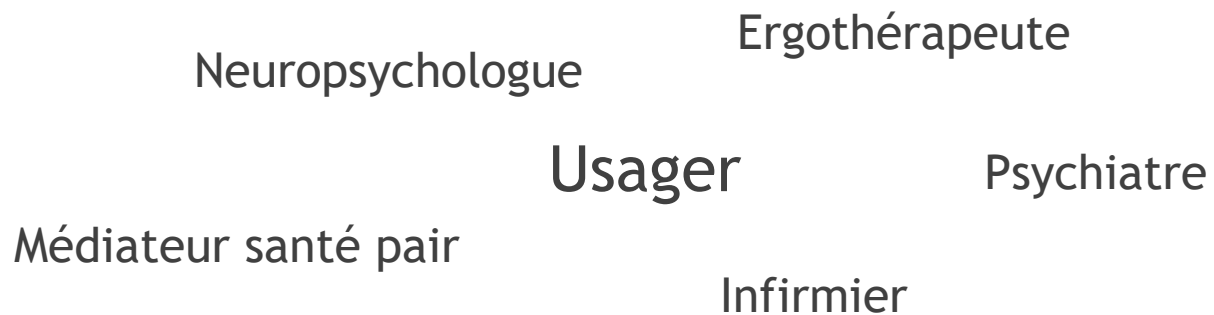 Ergothérapeute
Neuropsychologue
Usager
Psychiatre
Médiateur santé pair
Infirmier